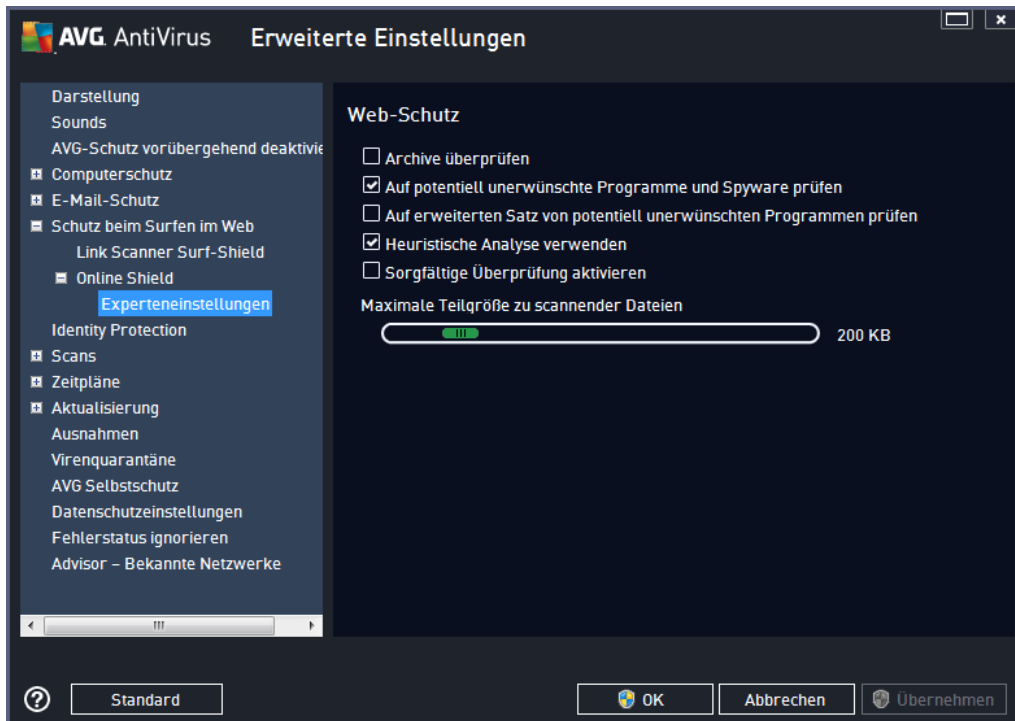 AVG. AntiVirus Erweiterte Einstellungen
Darstellung
Sounds
AVG-Schutz vorübergehend deaktivie
Computerschutz
E-Mail-Schutz
Schutz beim Surfen im Web
Link Scanner Surf-Shield
Online Shield
Experteneinstellungen
Identity Protection
Scans
Zeitpläne
Aktualisierung
Ausnahmen
Virenquarantäne
AVG Selbstschutz
Datenschutzeinstellungen
Fehlerstatus ignorieren
Advisor – Bekannte Netzwerke
Web-Schutz
Archive überprüfen
Auf potentiell unerwünschte Programme und Spyware prüfen
Auf erweiterten Satz von potentiell unerwünschten Programmen prüfen
Heuristische Analyse verwenden
Sorgfältige Überprüfung aktivieren
Maximale Teilgröße zu scannender Dateien
200 KB
Standard
OK
Abbrechen
Übernehmen